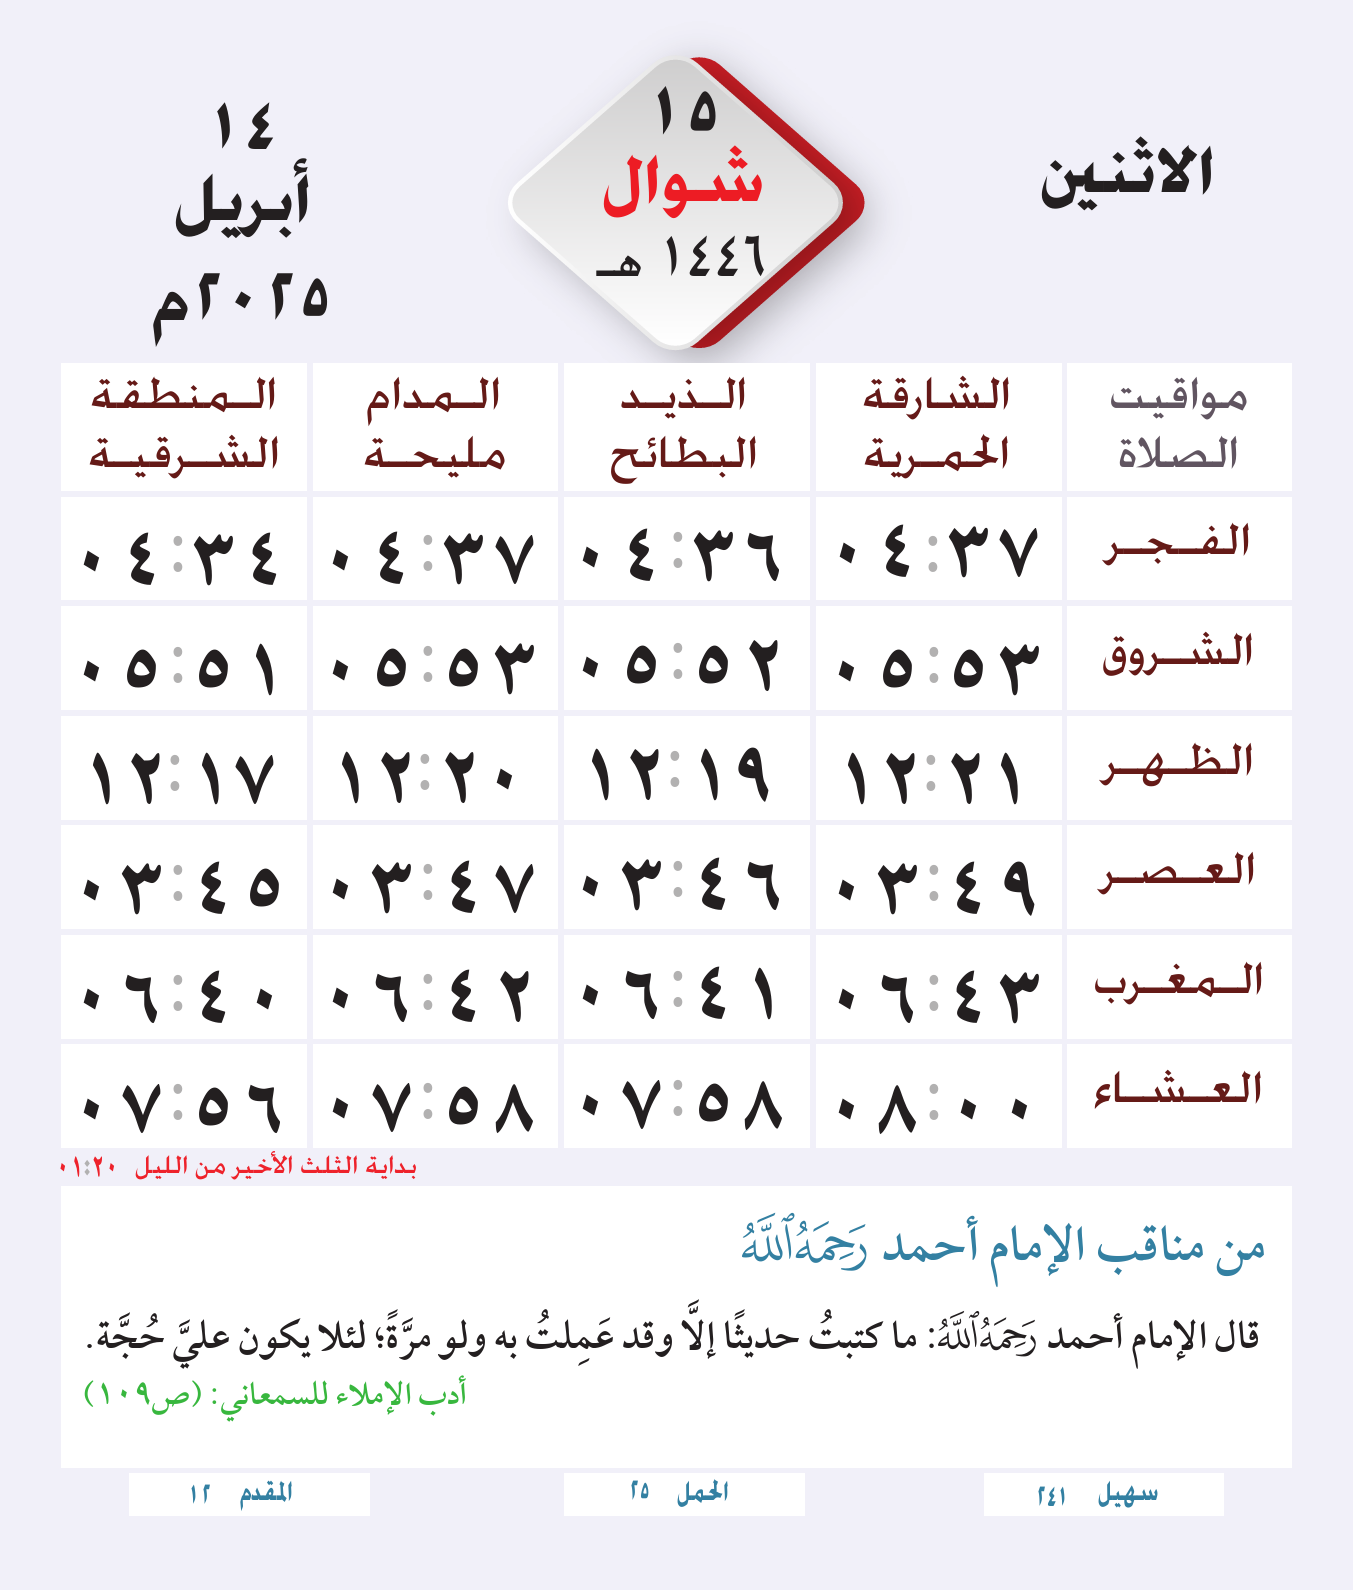 الاثنين
١٥
شوال
١٤٤٦ هـ
١٤
أبريل
٢٠٢٥م
مواقيت الصلاة	الشارقة الحمرية	الذيد البطائح	المدام مليحة	المنطقة الشرقية
الفجر	٠٤:٣٧	٠٤:٣٦	٠٤:٣٧	٠٤:٣٤
الشروق	٠٥:٥٣	٠٥:٥٢	٠٥:٥٣	٠٥:٥١
الظهر	١٢:٢١	١٢:١٩	١٢:٢٠	١٢:١٧
العصر	٠٣:٤٩	٠٣:٤٦	٠٣:٤٧	٠٣:٤٥
المغرب	٠٦:٤٣	٠٦:٤١	٠٦:٤٢	٠٦:٤٠
العشاء	٠٨:٠٠	٠٧:٥٨	٠٧:٥٨	٠٧:٥٦
بداية الثلث الأخير من الليل ٠١:٢٠
من مناقب الإمام أحمد رَحِمَهُ ٱللَّهُ
قال الإمام أحمد رَحِمَهُ ٱللَّهُ: ما كتبتُ حديثًا إلَّا وقد عَمِلتُ به ولو مرَّةً؛ لئلا يكون عليَّ حُجَّة.
أدب الإملاء للسمعاني: (ص١٠٩)
سهيل ٢٤١	الحمل ٢٥	المقدم ١٢